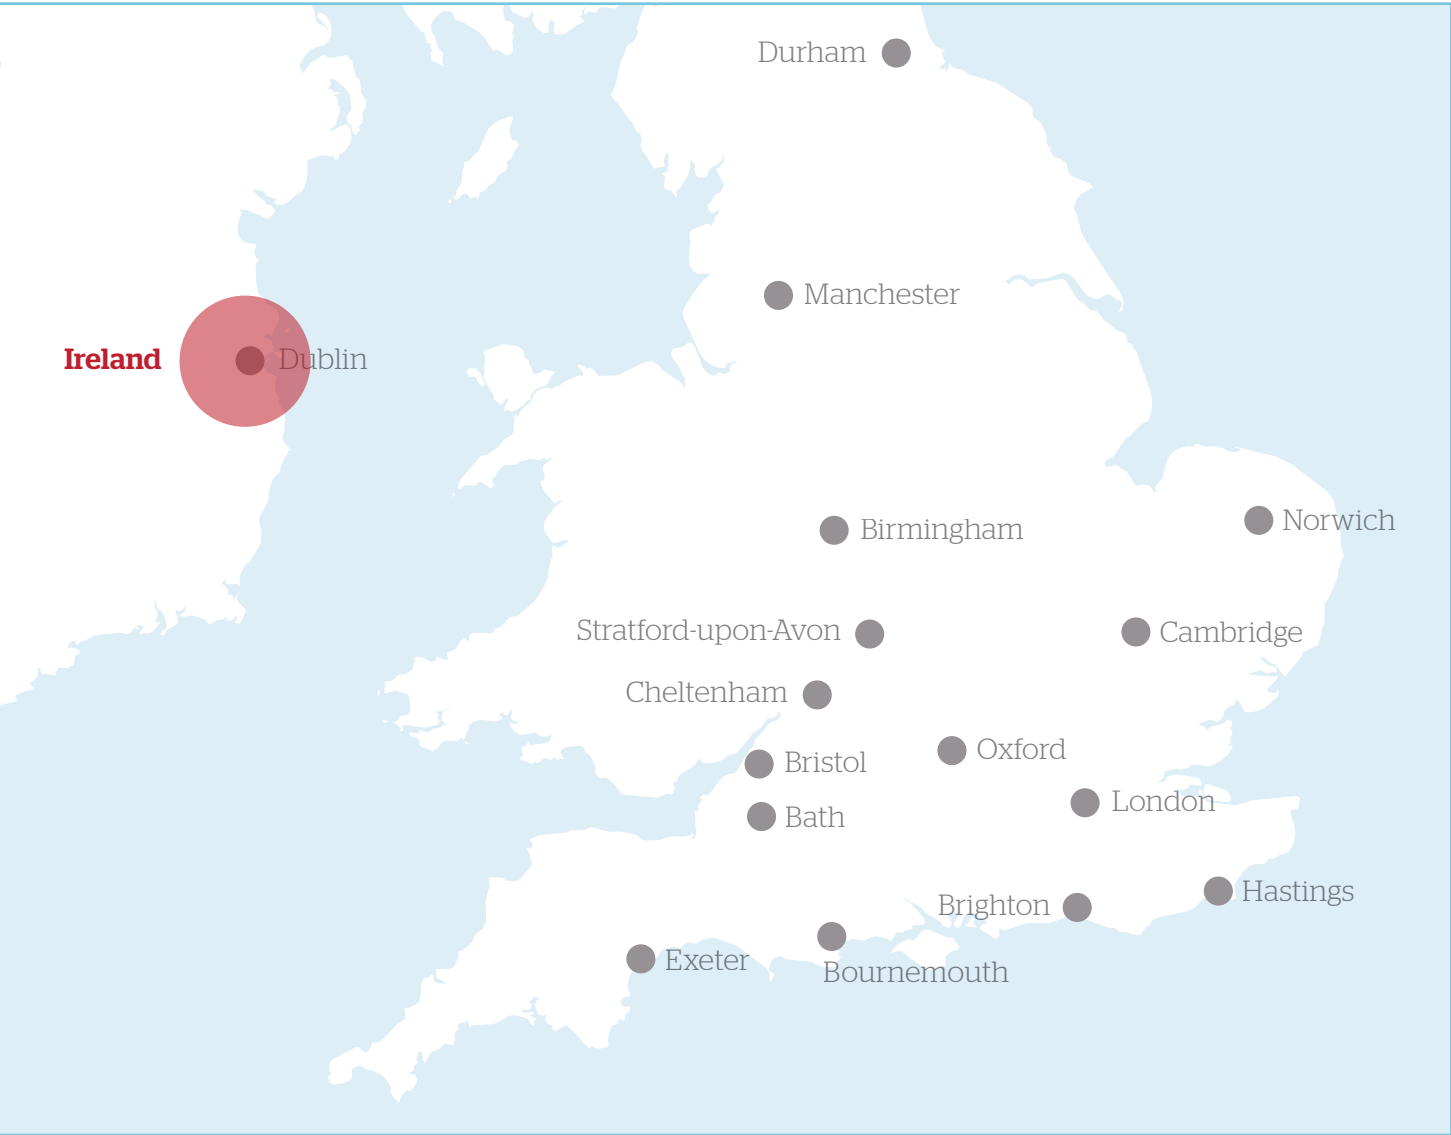 Durham
Manchester
Ireland
Dublin
Norwich
Birmingham
Stratford-upon-Avon
Cambridge
Cheltenham
Oxford
Bristol
London
Bath
Hastings
Brighton
Exeter
Bournemouth